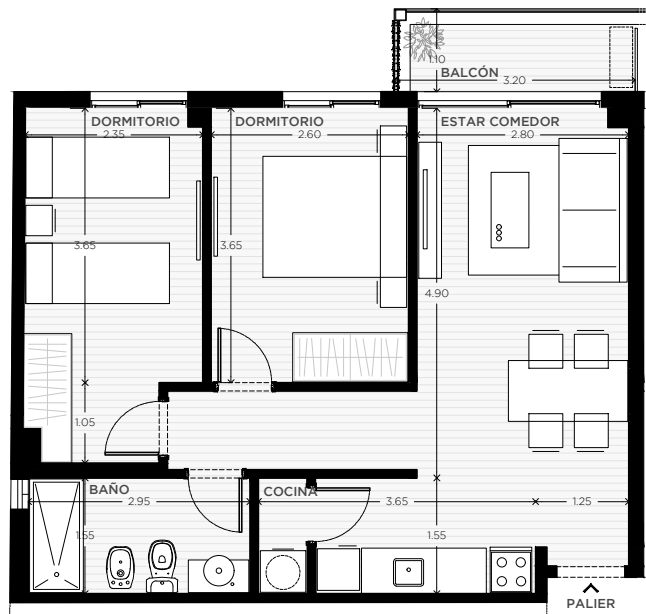 1.10
BALCÓN
3.20
DORMITORIO
2.35
DORMITORIO
2.60
ESTAR COMEDOR
2.80
3.65
3.65
4.90
1.05
BAÑO
2.95
COCINA
3.65
1.25
1.55
1.55
PALIER